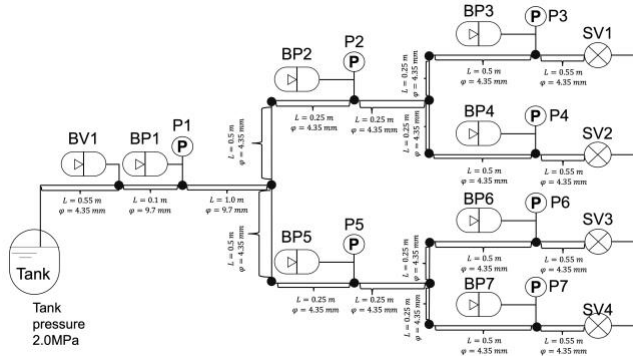 BP3
P3
P
SV1
P2
BP2
P
L = 0.25 m
φ = 4.35 mm
L = 0.5 m
φ = 4.35 mm
L = 0.55 m
φ = 4.35 mm
L = 0.25 m
φ = 4.35 mm
L = 0.25 m
φ = 4.35 mm
BP4
P4
P
SV2
P1
BV1
BP1
P
L = 0.5 m
φ = 4.35 mm
L = 0.25 m
φ = 4.35 mm
L = 0.5 m
φ = 4.35 mm
L = 0.55 m
φ = 4.35 mm
L = 0.55 m
φ = 4.35 mm
L = 0.1 m
φ = 9.7 mm
L = 1.0 m
φ = 9.7 mm
BP6
P6
P
SV3
P5
BP5
P
L = 0.5 m
φ = 4.35 mm
L = 0.25 m
φ = 4.35 mm
L = 0.5 m
φ = 4.35 mm
L = 0.55 m
φ = 4.35 mm
Tank
L = 0.25 m
φ = 4.35 mm
L = 0.25 m
φ = 4.35 mm
BP7
P7
P
SV4
L = 0.25 m
φ = 4.35 mm
L = 0.5 m
φ = 4.35 mm
L = 0.55 m
φ = 4.35 mm
Tank
pressure
2.0MPa